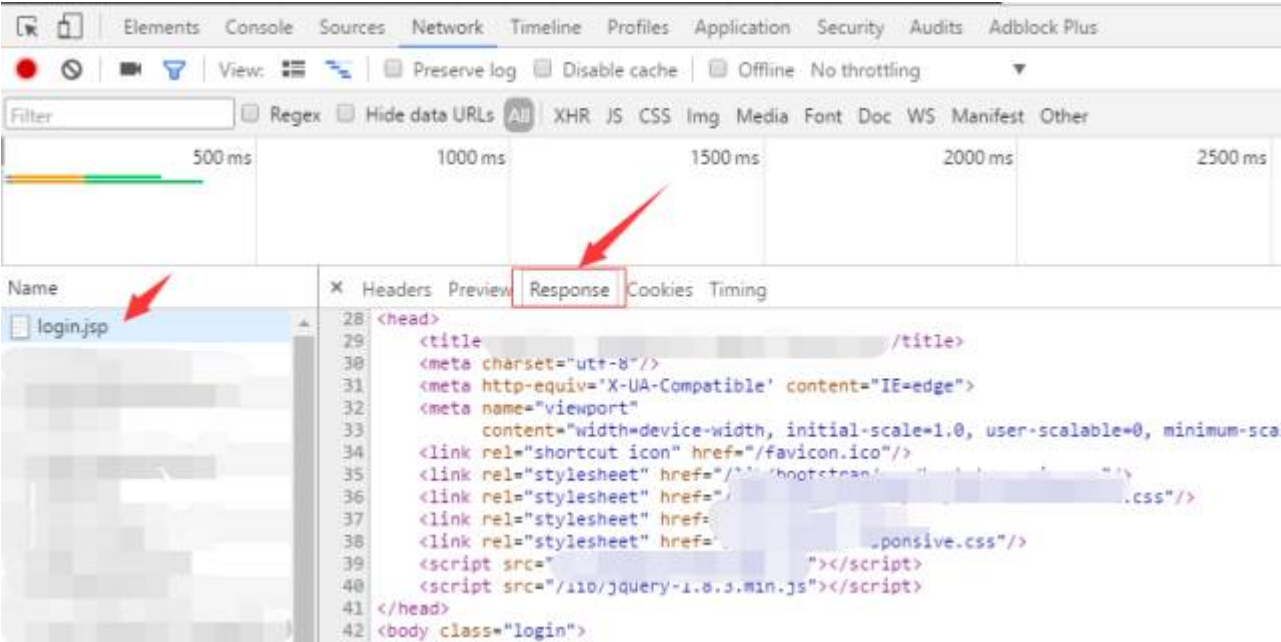 Elements Console Sources Network Timeline Profiles Application Security Audits Adblock Plus
View: Preserve log Disable cache Offline No throttling
Filter Regex Hide data URLs All XHR JS CSS Img Media Font Doc WS Manifest Other
500 ms 1000 ms 1500 ms 2000 ms 2500 ms
Name × Headers Preview Response Cookies Timing
login.jsp
28 <head>
29 <title /title>
30 <meta charset="utf-8"/>
31 <meta http-equiv='X-UA-Compatible' content="IE=edge">
32 <meta name="viewport"
33 content="width=device-width, initial-scale=1.0, user-scalable=0, minimum-sca
34 <link rel="shortcut icon" href="/favicon.ico"/>
35 <link rel="stylesheet" href="/
36 <link rel="stylesheet" href="/ .css"/>
37 <link rel="stylesheet" href=
38 <link rel="stylesheet" href=" ponsive.css"/>
39 <script src=" "></script>
40 <script src="/lib/jquery-1.8.3.min.js"></script>
41 </head>
42 <body class="login">